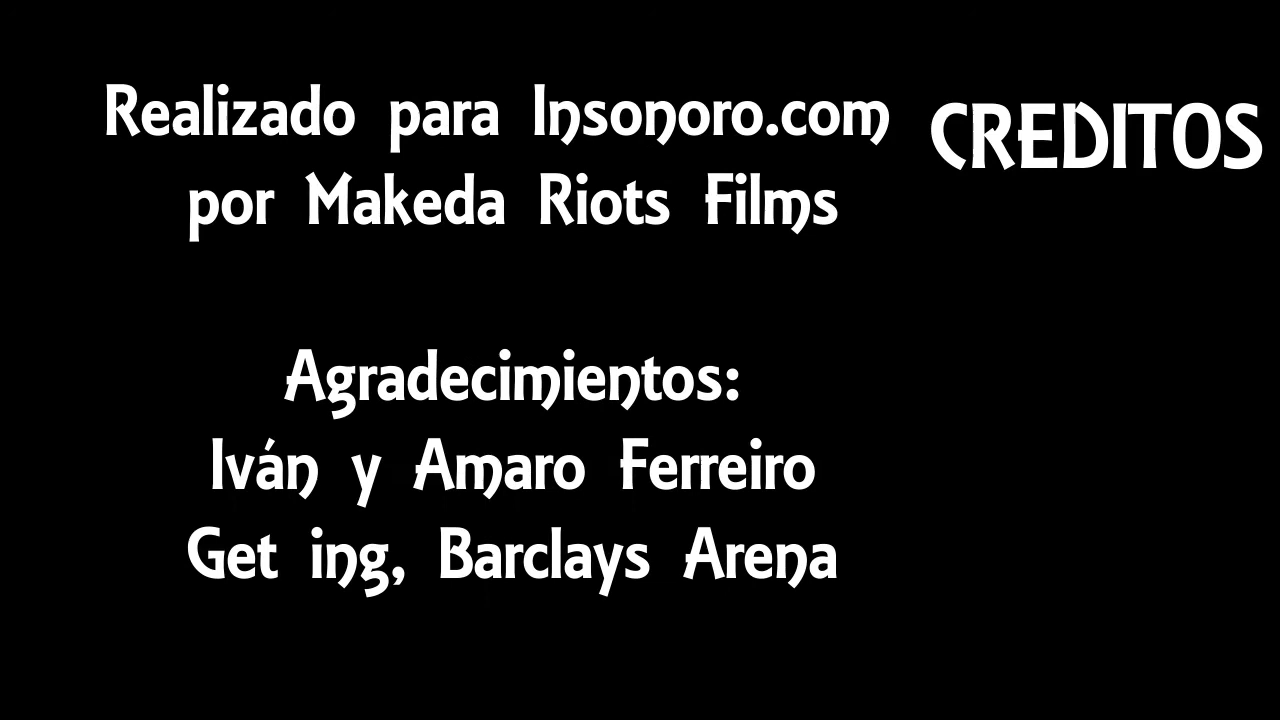 Realizado para Insonoro.com
por Makeda Riots Films
CREDITOS
Agradecimientos:
Iván y Amaro Ferreiro
Get ing, Barclays Arena